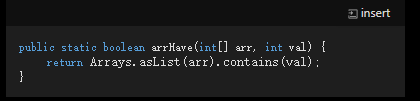 insert
public static boolean arrHave(int[] arr, int val) {
    return Arrays.asList(arr).contains(val);
}